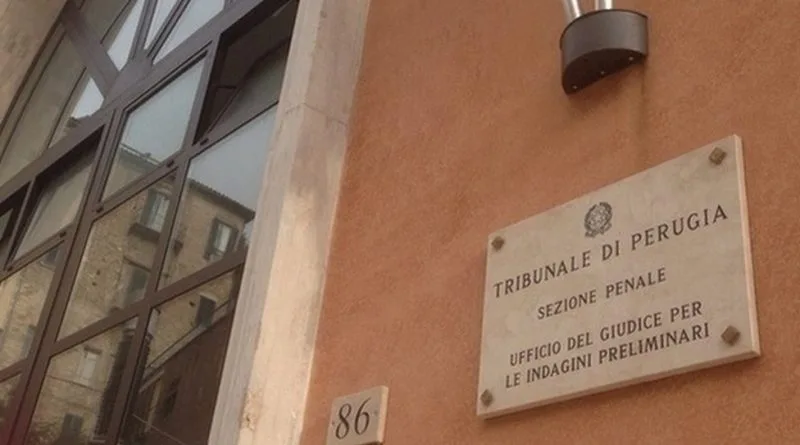 TRIBUNALE DI PERUGIA
SEZIONE PENALE
UFFICIO DEL GIUDICE PER
LE INDAGINI PRELIMINARI
86